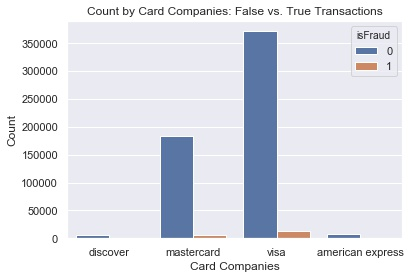 Count by Card Companies: False vs. True Transactions
isFraud
0
1
350000
300000
250000
200000
150000
100000
50000
0
Count
discover mastercard visa american express
Card Companies